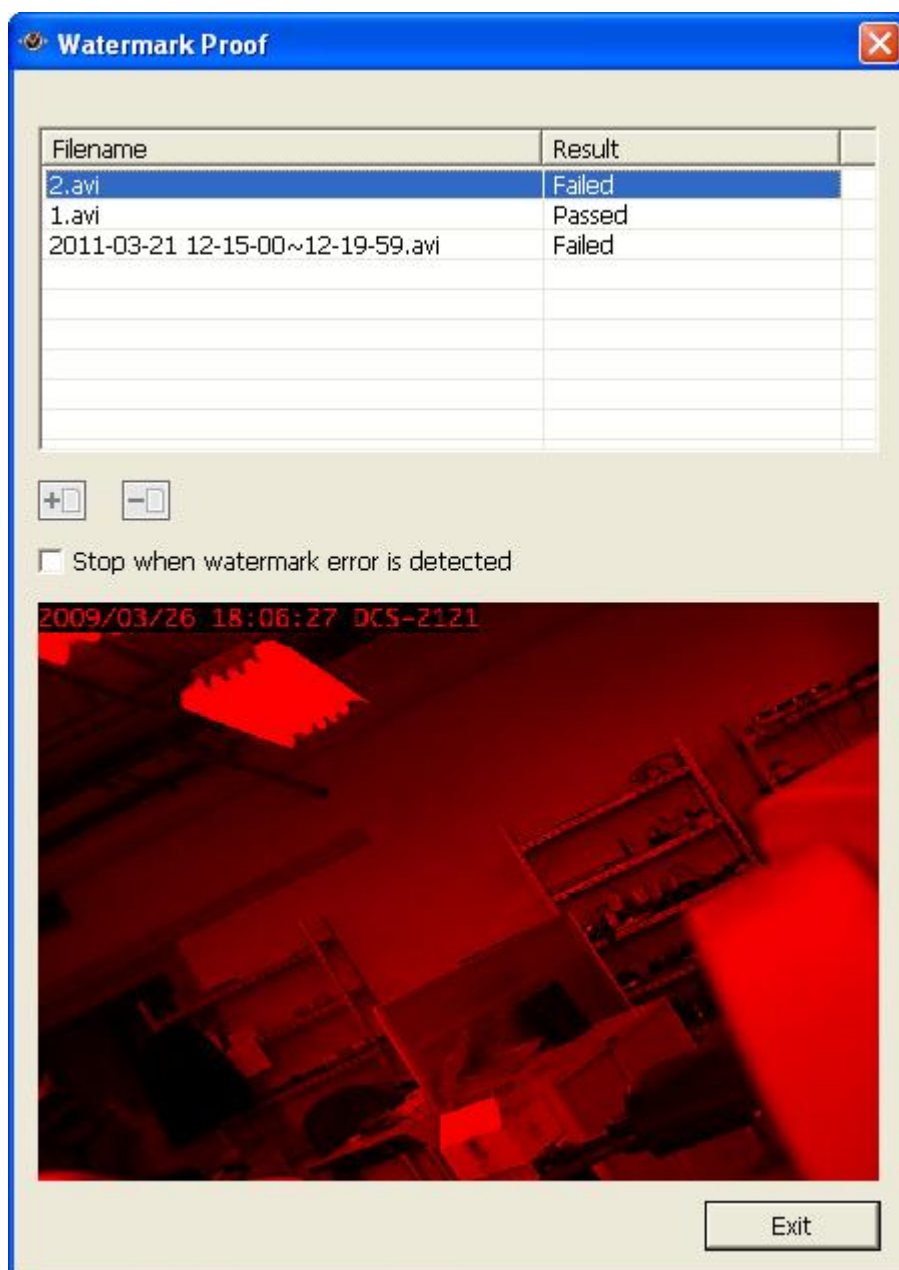 Watermark Proof
Filename Result
2.avi Failed
1.avi Passed
2011-03-21 12-15-00~12-19-59.avi Failed
Stop when watermark error is detected
2009/03/26 18:06:27 DCS-2121
Exit